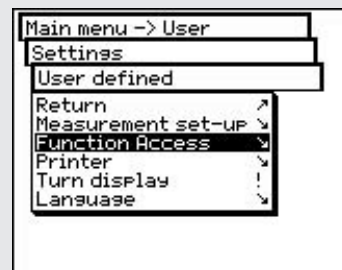 Main menu -> User
Settings
User defined
Return ↗
Measurement set-up ↘
Function Access ↘
Printer ↘
Turn display !
Language ↘